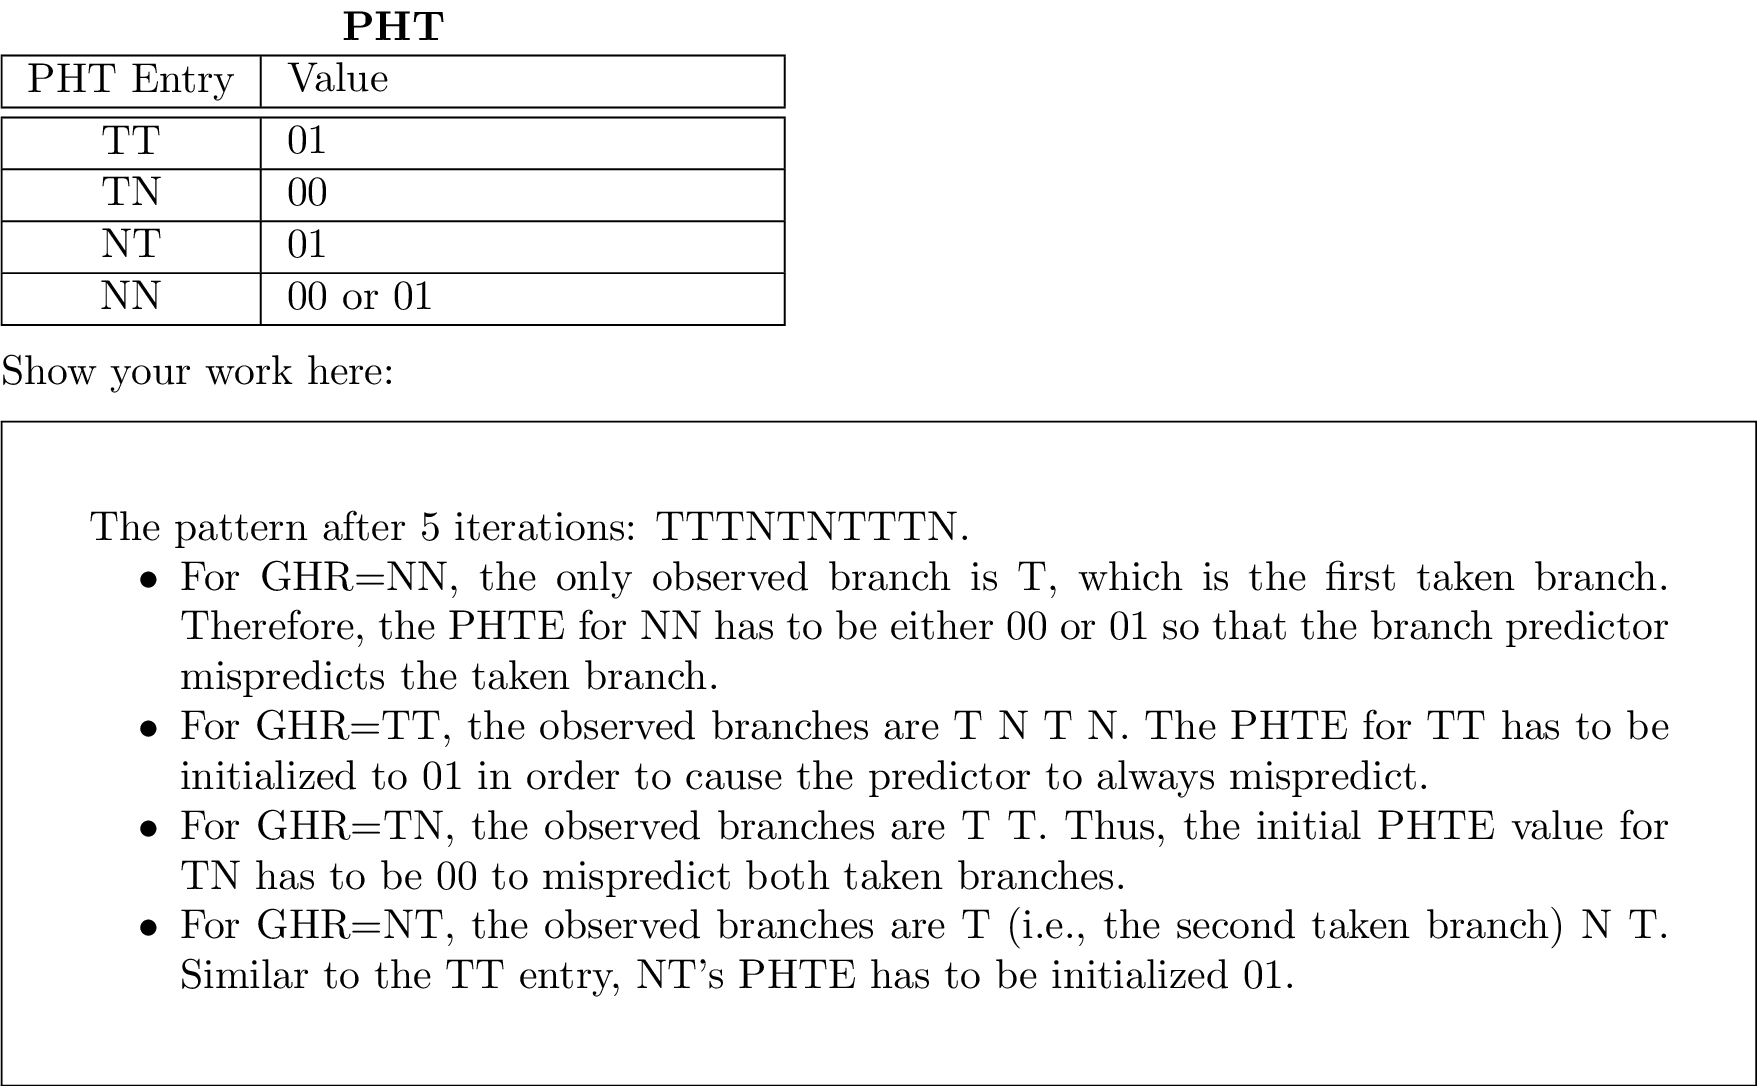 PHT
PHT Entry Value
TT 01
TN 00
NT 01
NN 00 or 01
Show your work here:
The pattern after 5 iterations: TTTNTNTTTN.
• For GHR=NN, the only observed branch is T, which is the first taken branch.
Therefore, the PHTE for NN has to be either 00 or 01 so that the branch predictor
mispredicts the taken branch.
• For GHR=TT, the observed branches are T N T N. The PHTE for TT has to be
initialized to 01 in order to cause the predictor to always mispredict.
• For GHR=TN, the observed branches are T T. Thus, the initial PHTE value for
TN has to be 00 to mispredict both taken branches.
• For GHR=NT, the observed branches are T (i.e., the second taken branch) N T.
Similar to the TT entry, NT's PHTE has to be initialized 01.